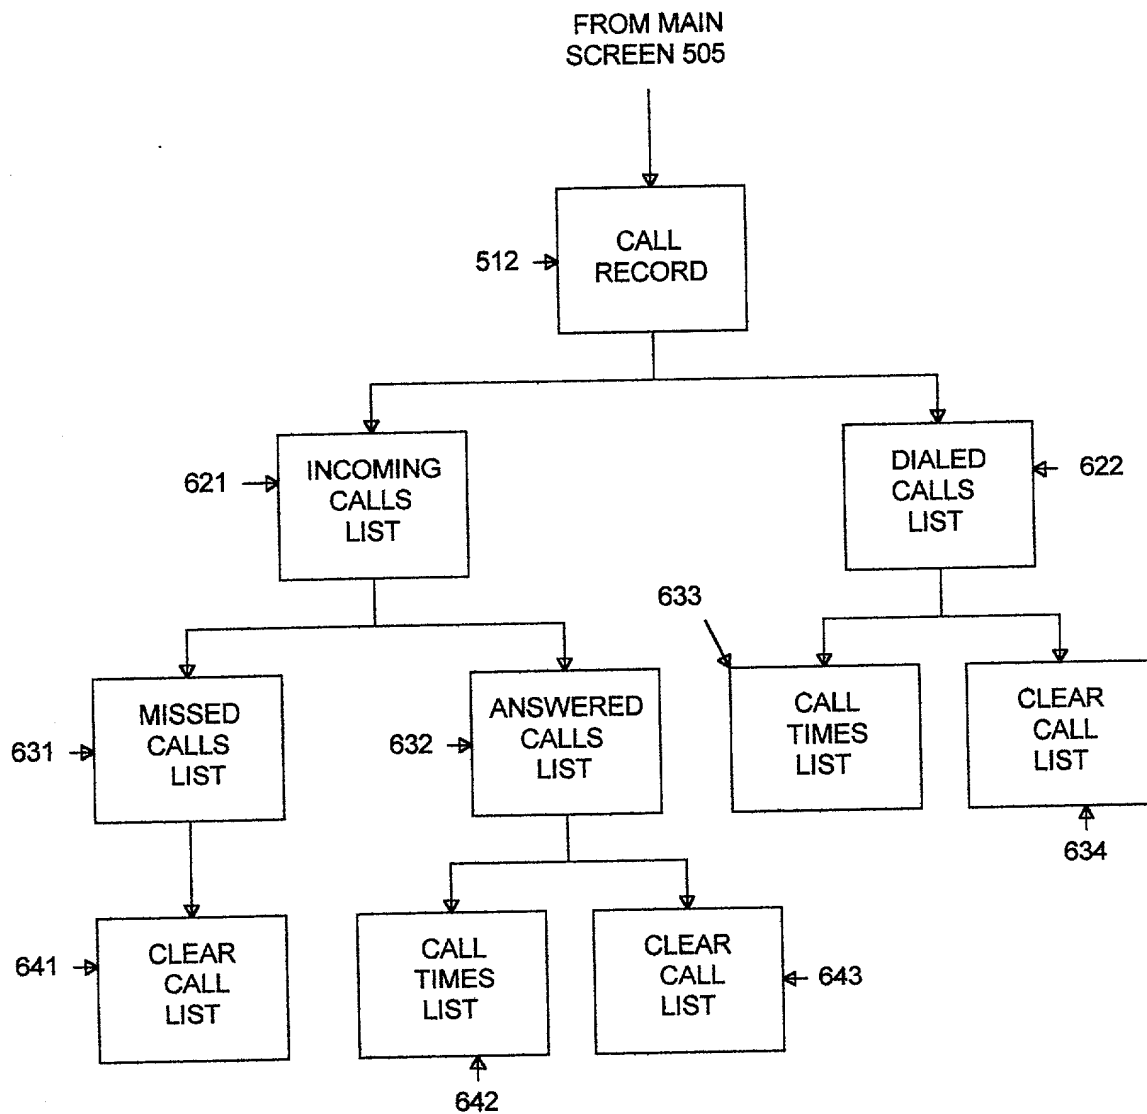 FROM MAIN
SCREEN 505
CALL
RECORD
512
INCOMING
CALLS
LIST
621
DIALED
CALLS
LIST
622
633
MISSED
CALLS
LIST
631
ANSWERED
CALLS
LIST
632
CALL
TIMES
LIST
CLEAR
CALL
LIST
634
CLEAR
CALL
LIST
641
CALL
TIMES
LIST
642
CLEAR
CALL
LIST
643